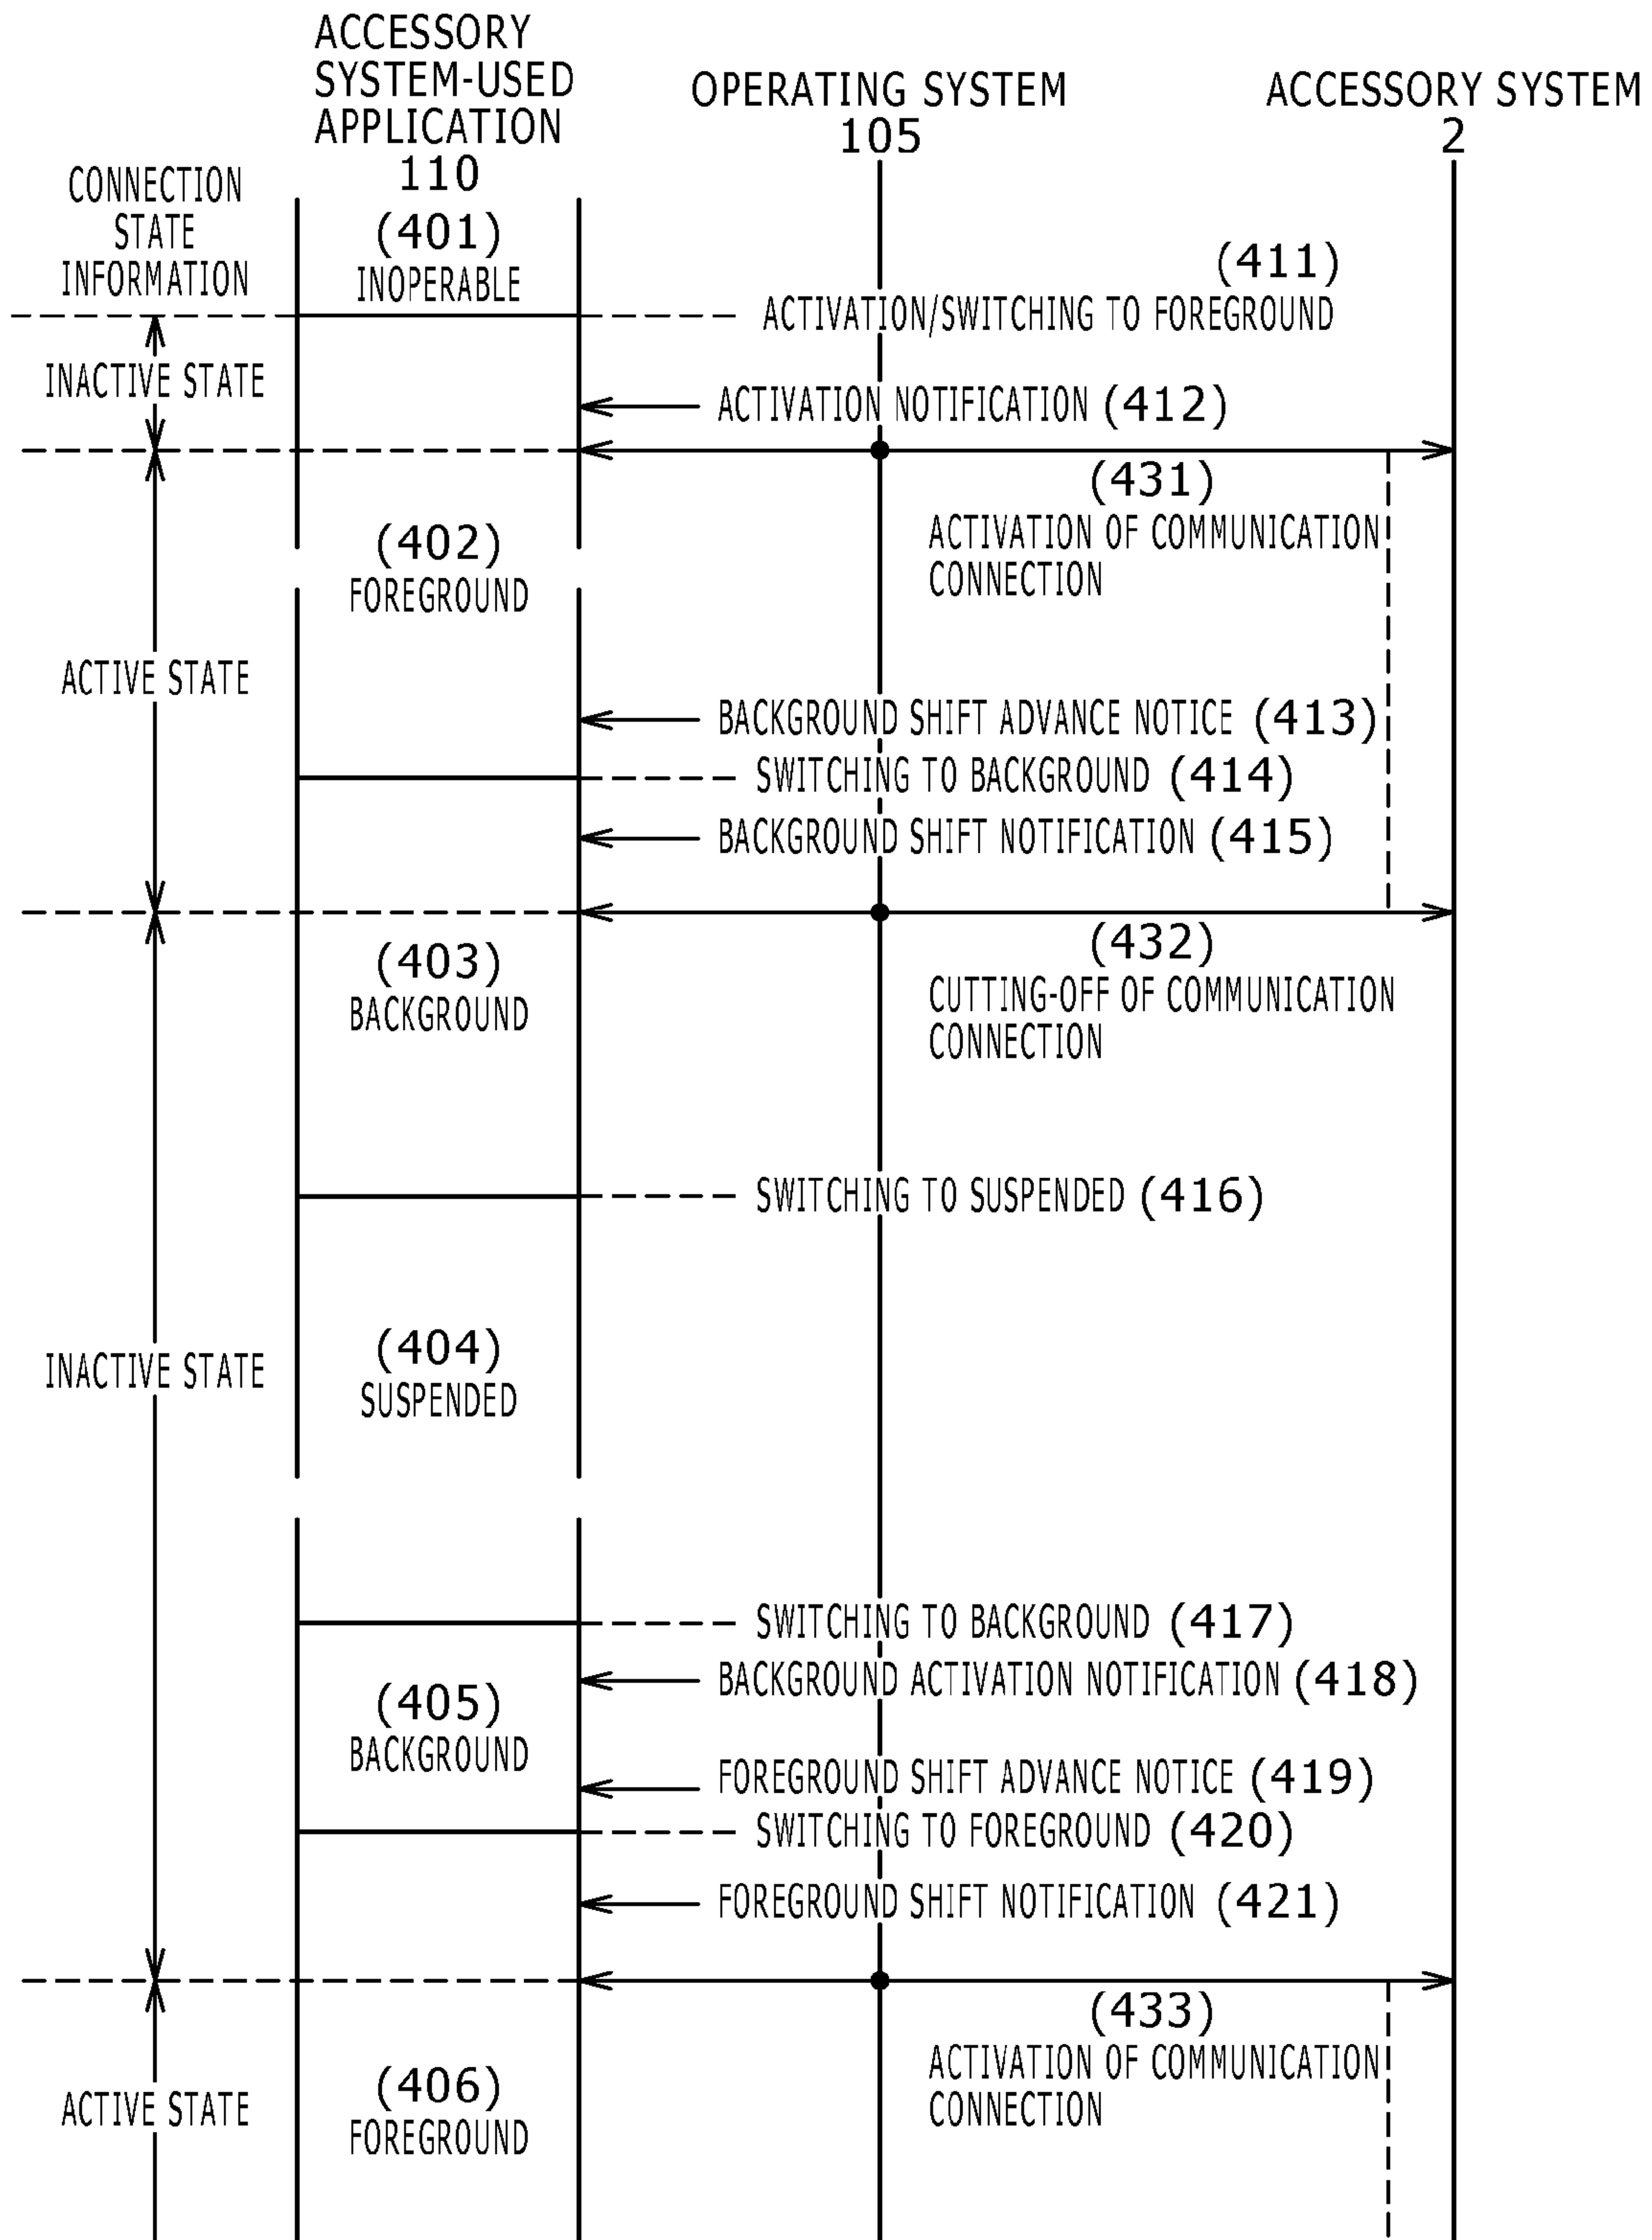 ACCESSORY
SYSTEM-USED
APPLICATION
110
OPERATING SYSTEM
105
ACCESSORY SYSTEM
2
CONNECTION
STATE
INFORMATION
(401)
INOPERABLE
(411)
ACTIVATION/SWITCHING TO FOREGROUND
INACTIVE STATE
ACTIVATION NOTIFICATION (412)
(431)
ACTIVATION OF COMMUNICATION
CONNECTION
(402)
FOREGROUND
ACTIVE STATE
BACKGROUND SHIFT ADVANCE NOTICE (413)
SWITCHING TO BACKGROUND (414)
BACKGROUND SHIFT NOTIFICATION (415)
(432)
CUTTING-OFF OF COMMUNICATION
CONNECTION
(403)
BACKGROUND
SWITCHING TO SUSPENDED (416)
INACTIVE STATE
(404)
SUSPENDED
SWITCHING TO BACKGROUND (417)
BACKGROUND ACTIVATION NOTIFICATION (418)
(405)
BACKGROUND
FOREGROUND SHIFT ADVANCE NOTICE (419)
SWITCHING TO FOREGROUND (420)
FOREGROUND SHIFT NOTIFICATION (421)
(433)
ACTIVATION OF COMMUNICATION
CONNECTION
ACTIVE STATE
(406)
FOREGROUND